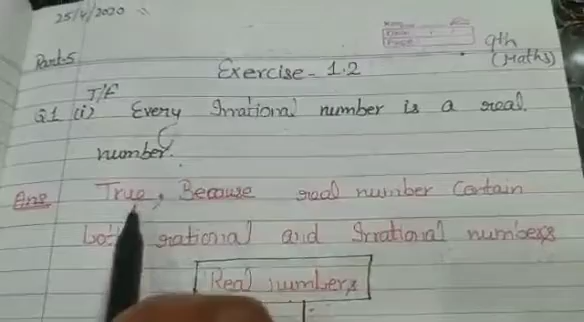 25/4/2020
9th
Part-5
(Maths)
Exercise - 1.2
T/F
Q1 (i) Every Irrational number is a real
number.
Ans True, Because real number Contain
both rational and Irrational numbers
Real numbers